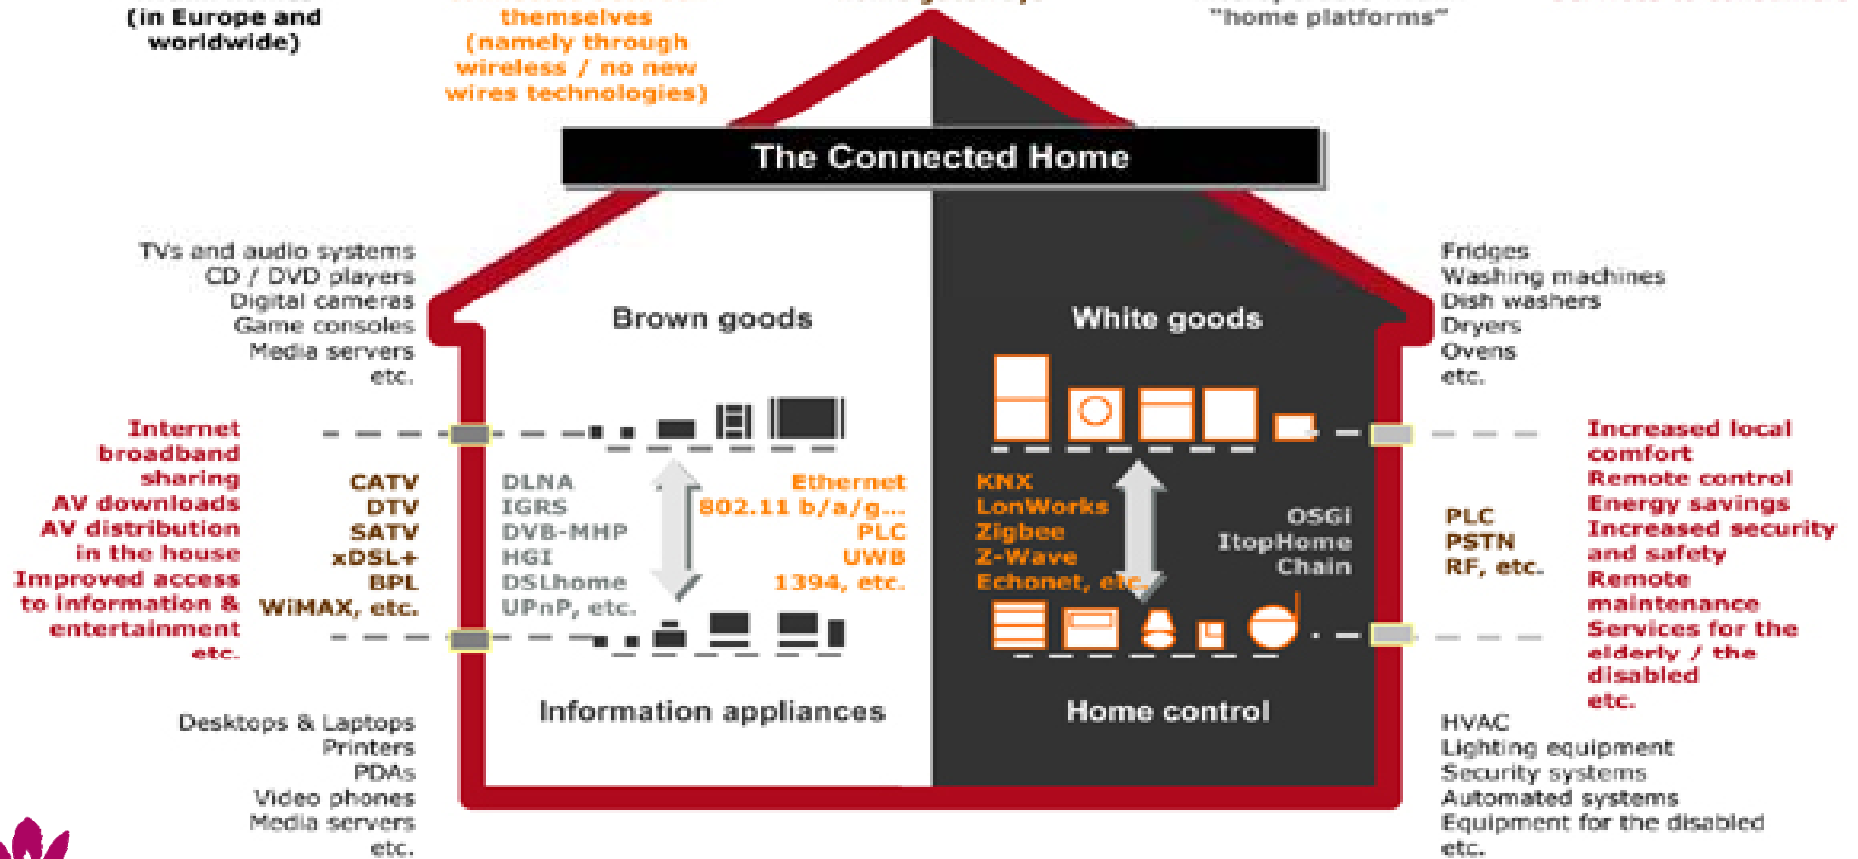 (in Europe and
worldwide)
themselves
(namely through
wireless / no new
wires technologies)
"home platforms"
The Connected Home
TVs and audio systems
CD / DVD players
Digital cameras
Game consoles
Media servers
etc.
Brown goods
White goods
Fridges
Washing machines
Dish washers
Dryers
Ovens
etc.
Internet
broadband
sharing
AV downloads
AV distribution
in the house
Improved access
to information &
entertainment
etc.
CATV
DTV
SATV
xDSL+
BPL
WiMAX, etc.
DLNA
IGRS
DVB-MHP
HGI
DSLhome
UPnP, etc.
Ethernet
802.11 b/a/g...
PLC
UWB
1394, etc.
KNX
LonWorks
Zigbee
Z-Wave
Echonet, etc.
OSGi
ItopHome
Chain
PLC
PSTN
RF, etc.
Increased local
comfort
Remote control
Energy savings
Increased security
and safety
Remote
maintenance
Services for the
elderly / the
disabled
etc.
Information appliances
Home control
Desktops & Laptops
Printers
PDAs
Video phones
Media servers
etc.
HVAC
Lighting equipment
Security systems
Automated systems
Equipment for the disabled
etc.